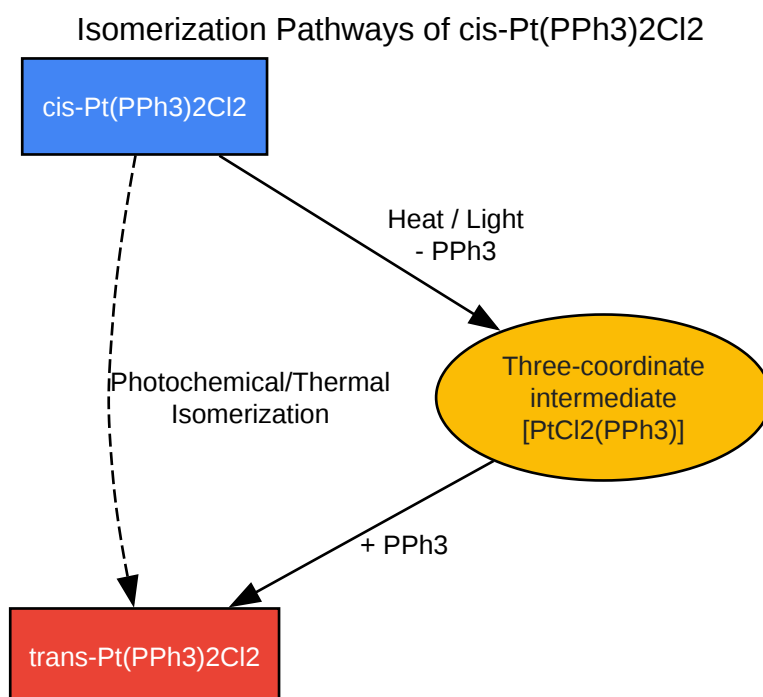 Isomerization Pathways of cis-Pt(PPh3)2Cl2
cis-Pt(PPh3)2Cl2
Heat / Light
- PPh3
Three-coordinate
intermediate
[PtCl2(PPh3)]
Photochemical/Thermal
Isomerization
+ PPh3
trans-Pt(PPh3)2Cl2